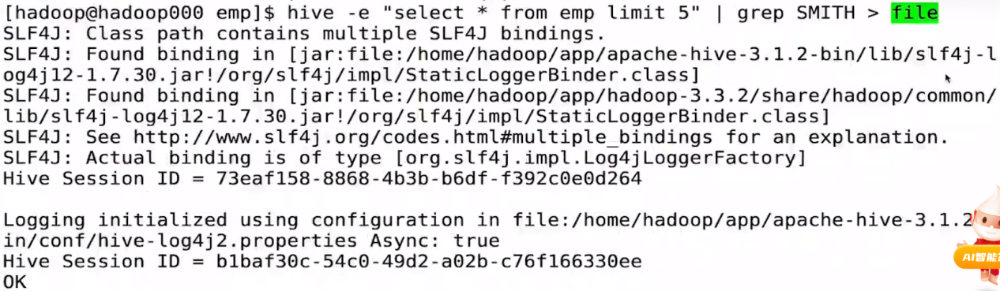 [hadoop@hadoop000 emp]$ hive -e "select * from emp limit 5" | grep SMITH > file
SLF4J: Class path contains multiple SLF4J bindings.
SLF4J: Found binding in [jar:file:/home/hadoop/app/apache-hive-3.1.2-bin/lib/slf4j-l
og4j12-1.7.30.jar!/org/slf4j/impl/StaticLoggerBinder.class]
SLF4J: Found binding in [jar:file:/home/hadoop/app/hadoop-3.3.2/share/hadoop/common/
lib/slf4j-log4j12-1.7.30.jar!/org/slf4j/impl/StaticLoggerBinder.class]
SLF4J: See http://www.slf4j.org/codes.html#multiple_bindings for an explanation.
SLF4J: Actual binding is of type [org.slf4j.impl.Log4jLoggerFactory]
Hive Session ID = 73eaf158-8868-4b3b-b6df-f392c0e0d264
Logging initialized using configuration in file:/home/hadoop/app/apache-hive-3.1.2
in/conf/hive-log4j2.properties Async: true
Hive Session ID = b1baf30c-54c0-49d2-a02b-c76f166330ee
AI智能
OK